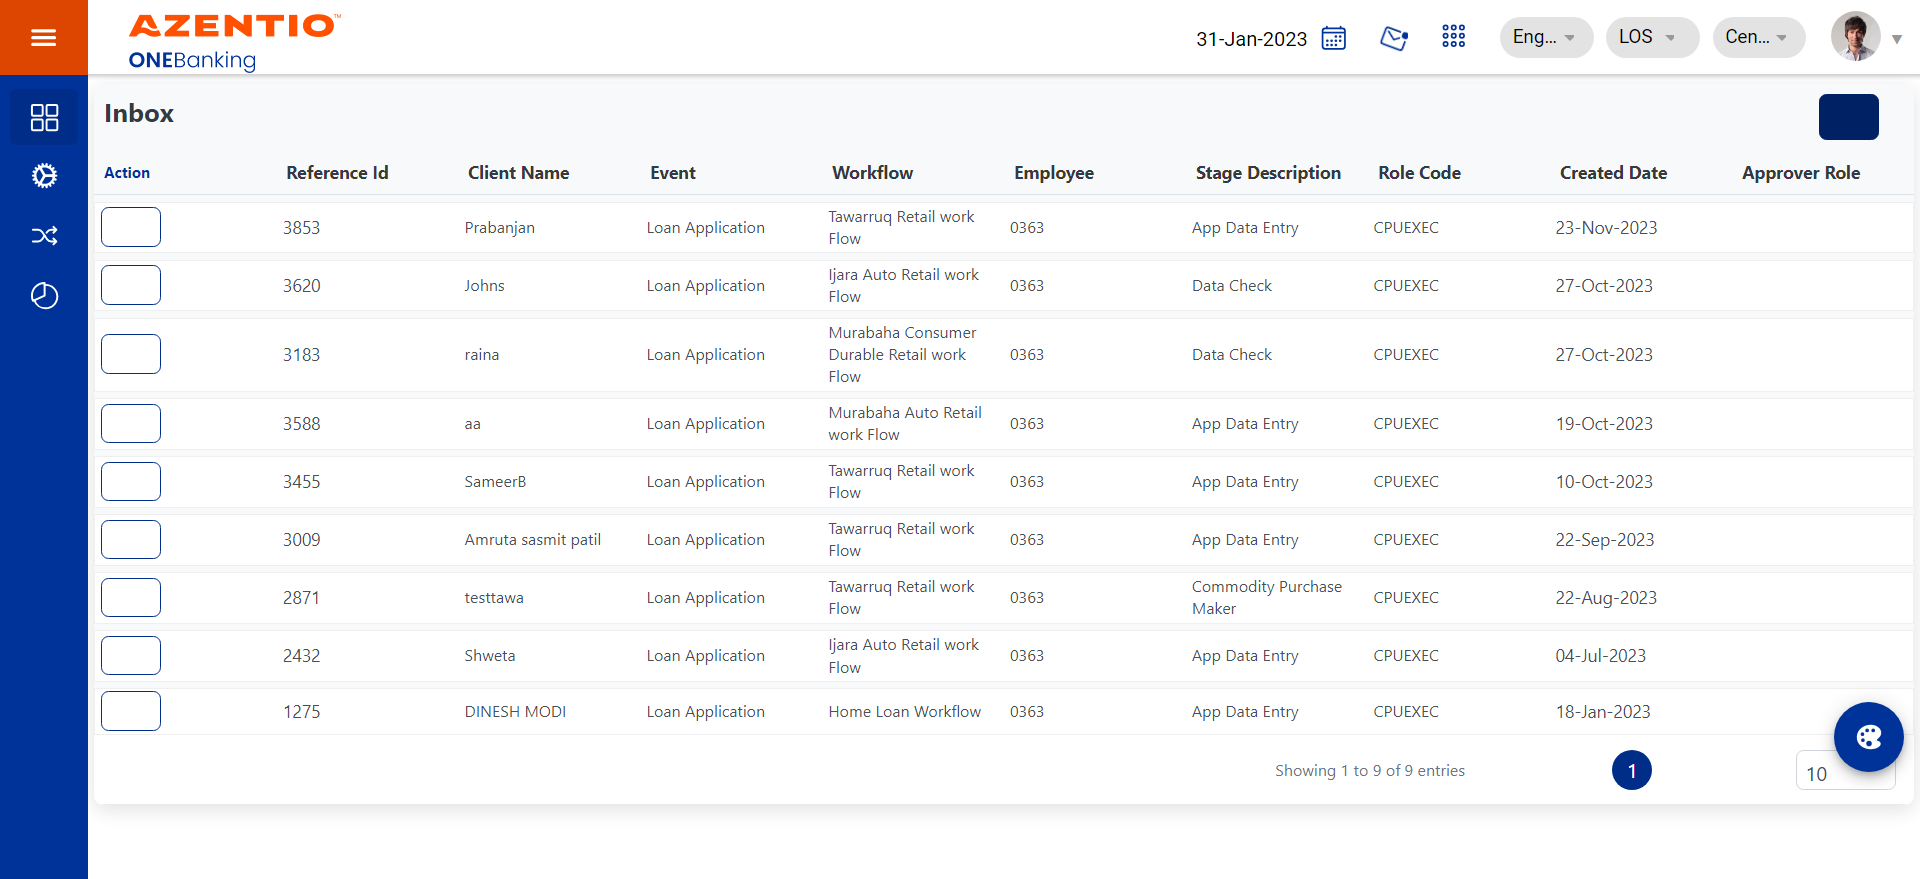 AZENTIO™
ONEBanking
31-Jan-2023
Eng...
LOS
Cen...
Inbox
Action Reference Id Client Name Event Workflow Employee Stage Description Role Code Created Date Approver Role
3853 Prabanjan Loan Application Tawarruq Retail work Flow 0363 App Data Entry CPUEXEC 23-Nov-2023
3620 Johns Loan Application Ijara Auto Retail work Flow 0363 Data Check CPUEXEC 27-Oct-2023
3183 raina Loan Application Murabaha Consumer Durable Retail work Flow 0363 Data Check CPUEXEC 27-Oct-2023
3588 aa Loan Application Murabaha Auto Retail work Flow 0363 App Data Entry CPUEXEC 19-Oct-2023
3455 SameerB Loan Application Tawarruq Retail work Flow 0363 App Data Entry CPUEXEC 10-Oct-2023
3009 Amruta sasmit patil Loan Application Tawarruq Retail work Flow 0363 App Data Entry CPUEXEC 22-Sep-2023
2871 testtawa Loan Application Tawarruq Retail work Flow 0363 Commodity Purchase Maker CPUEXEC 22-Aug-2023
2432 Shweta Loan Application Ijara Auto Retail work Flow 0363 App Data Entry CPUEXEC 04-Jul-2023
1275 DINESH MODI Loan Application Home Loan Workflow 0363 App Data Entry CPUEXEC 18-Jan-2023
Showing 1 to 9 of 9 entries
1
10